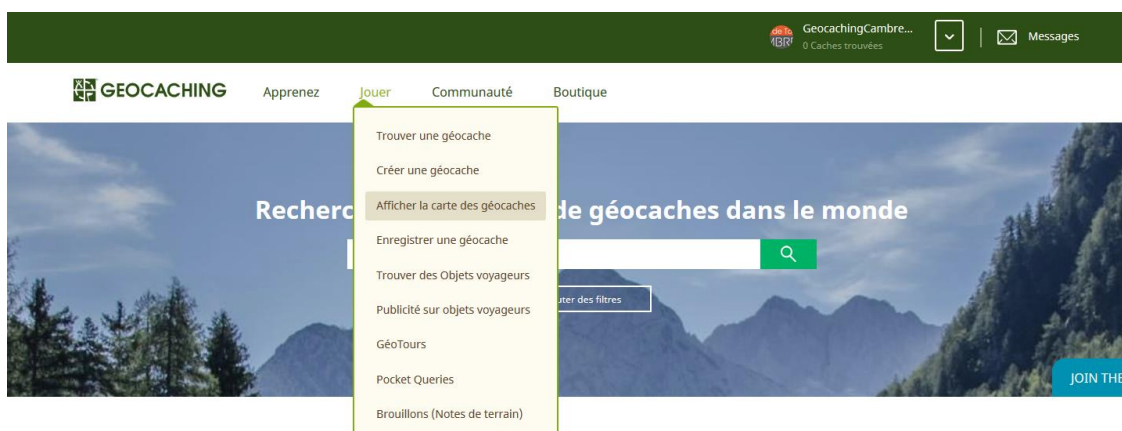 GeocachingCambre...
0 Caches trouvées
Messages
GEOCACHING
Apprenez
Jouer
Communauté
Boutique
Trouver une géocache
Créer une géocache
Afficher la carte des géocaches
Enregistrer une géocache
Trouver des Objets voyageurs
Publicité sur objets voyageurs
GéoTours
Pocket Queries
Brouillons (Notes de terrain)
Recherc
de géocaches dans le monde
uter des filtres
JOIN THE